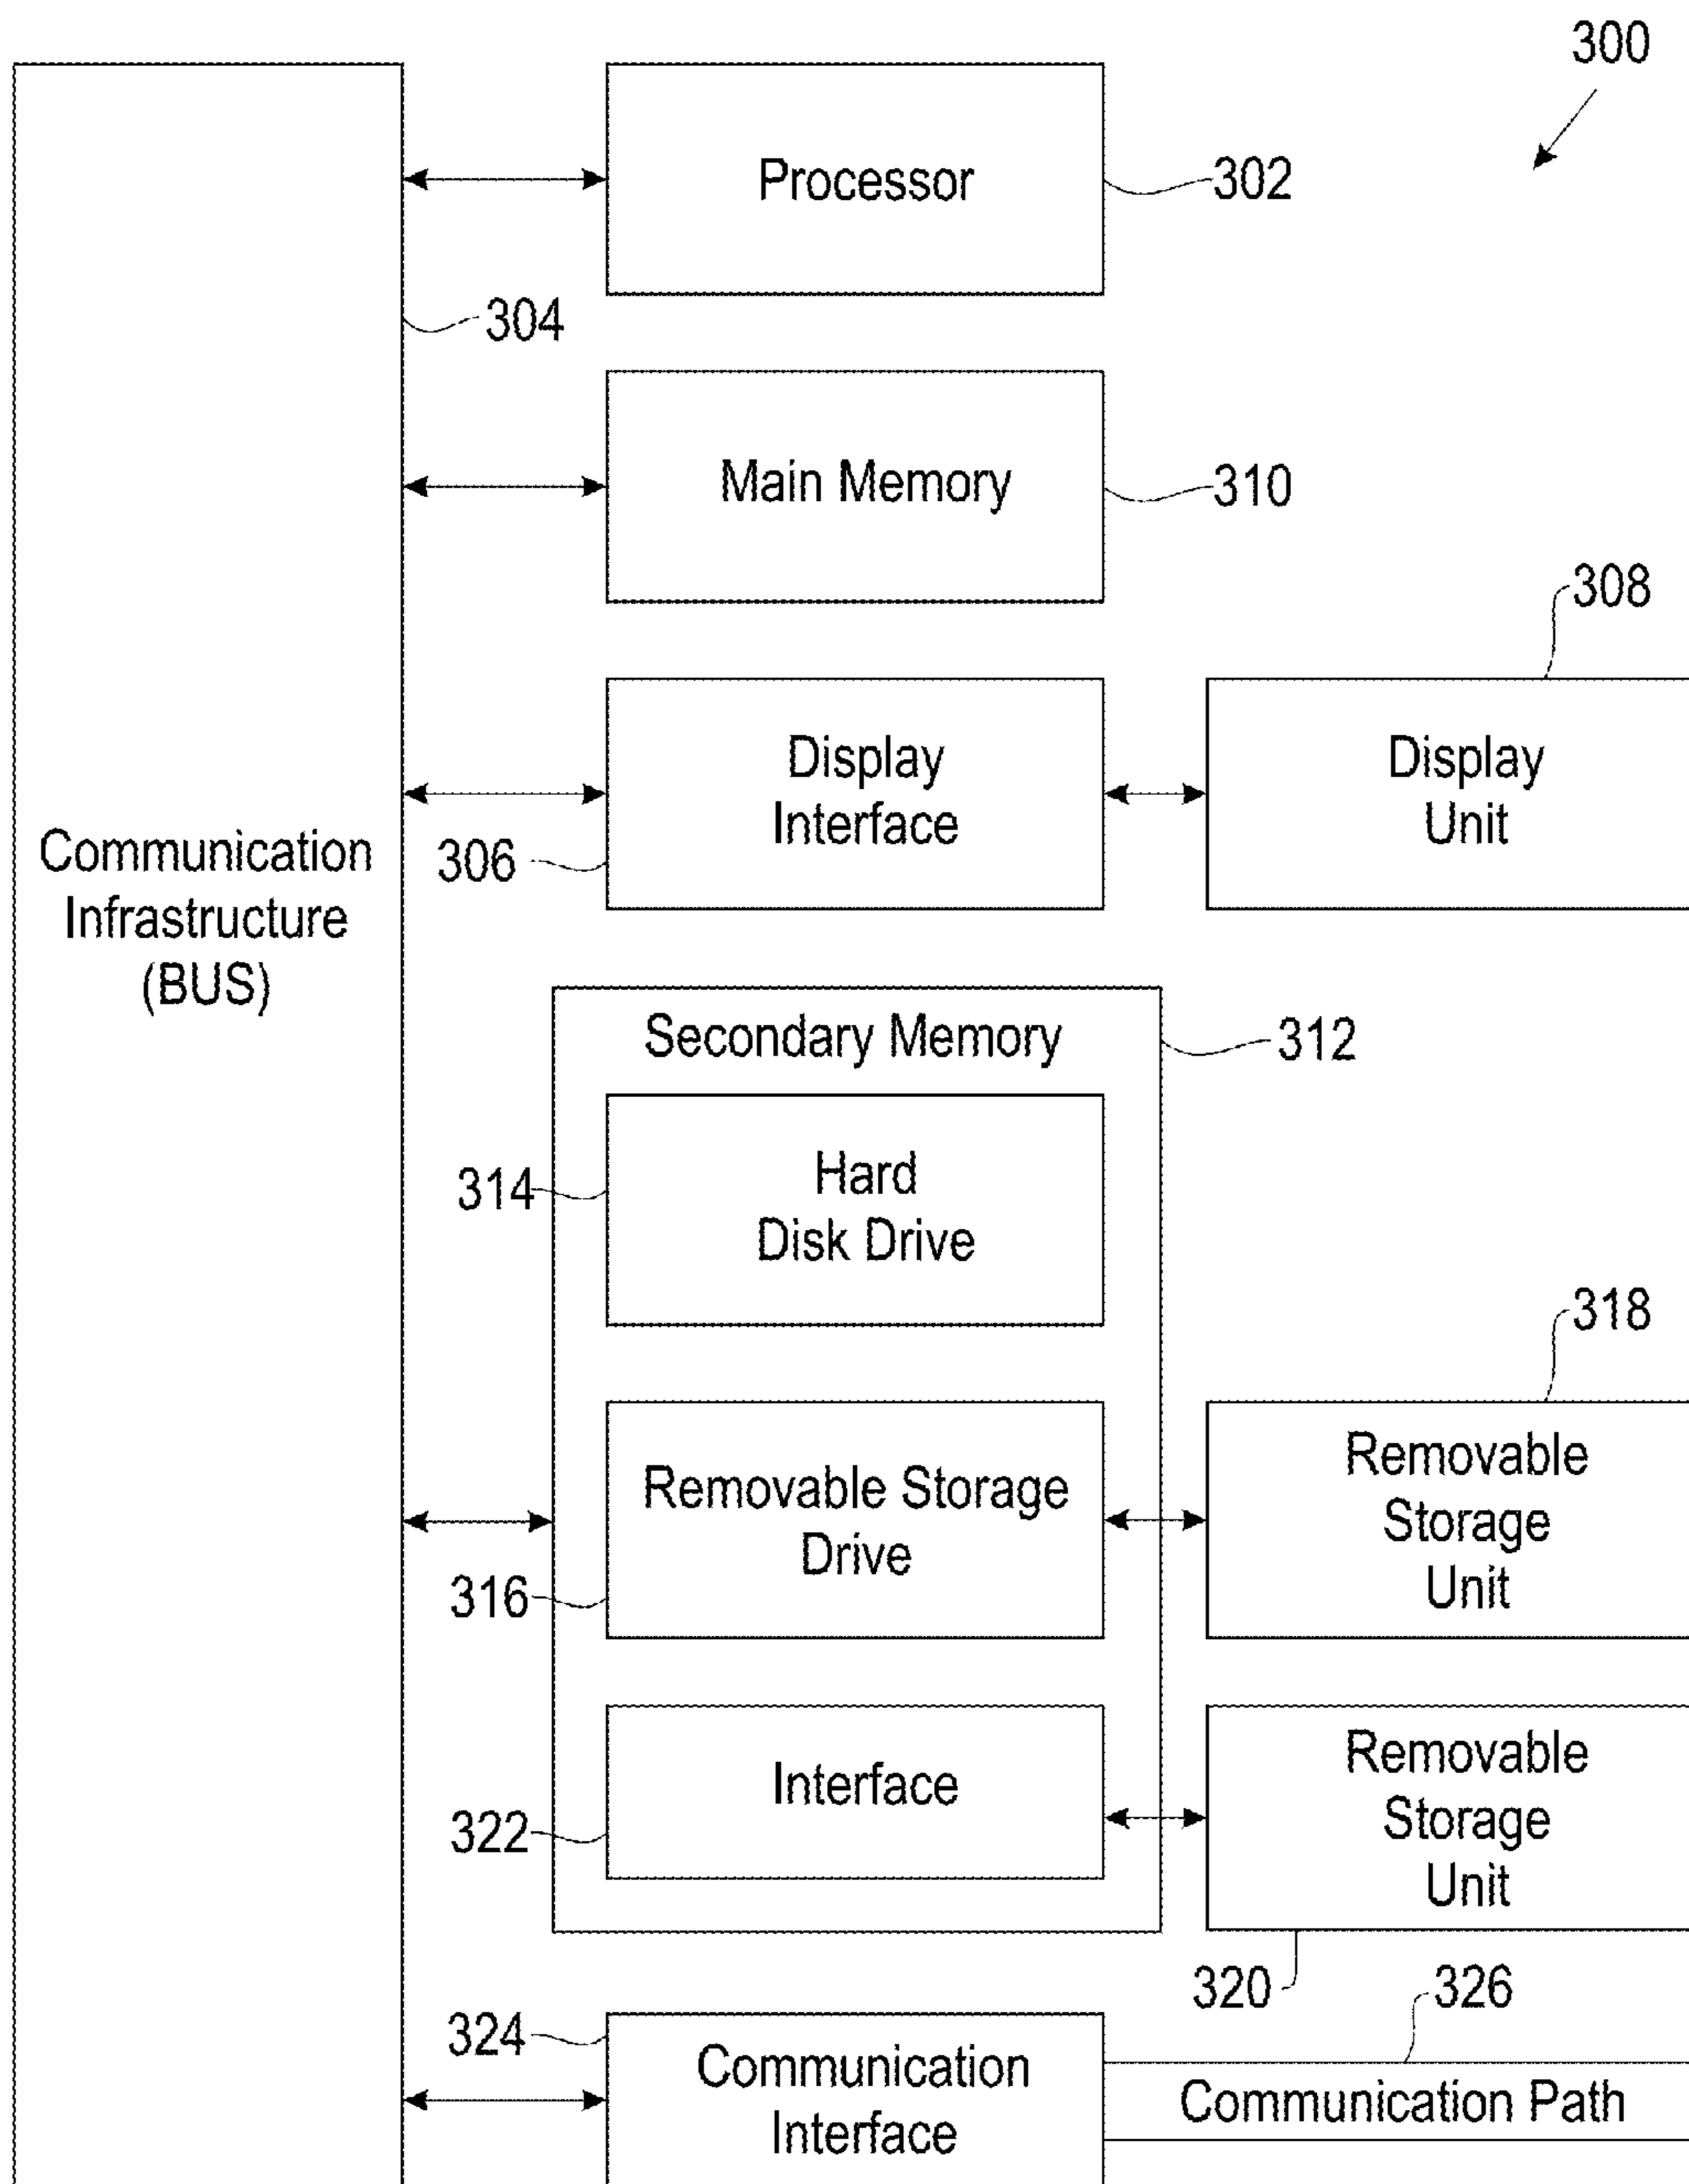 300
Processor
302
304
Main Memory
310
308
Display
Interface
306
Display
Unit
Communication
Infrastructure
(BUS)
Secondary Memory
312
314
Hard
Disk Drive
318
Removable Storage
Drive
316
Removable
Storage
Unit
Interface
322
Removable
Storage
Unit
320
326
324
Communication
Interface
Communication Path